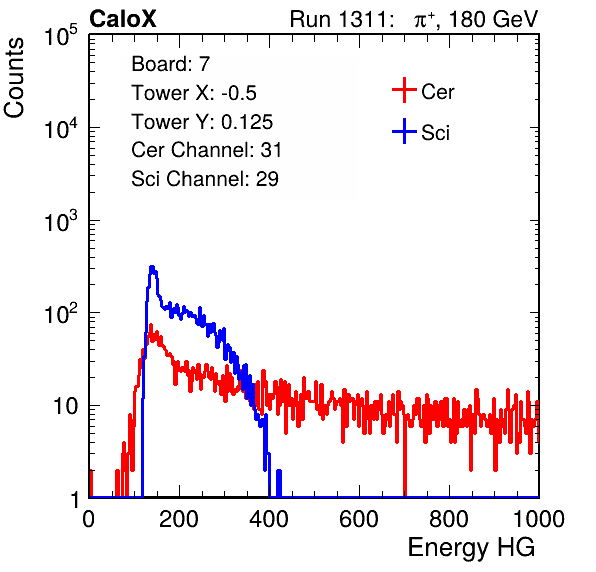 CaloX Run 1311: π⁺, 180 GeV
Board: 7
Tower X: -0.5
Tower Y: 0.125
Cer Channel: 31
Sci Channel: 29
Cer
Sci
Counts
10⁵
10⁴
10³
10²
10
1
0 200 400 600 800 1000
Energy HG